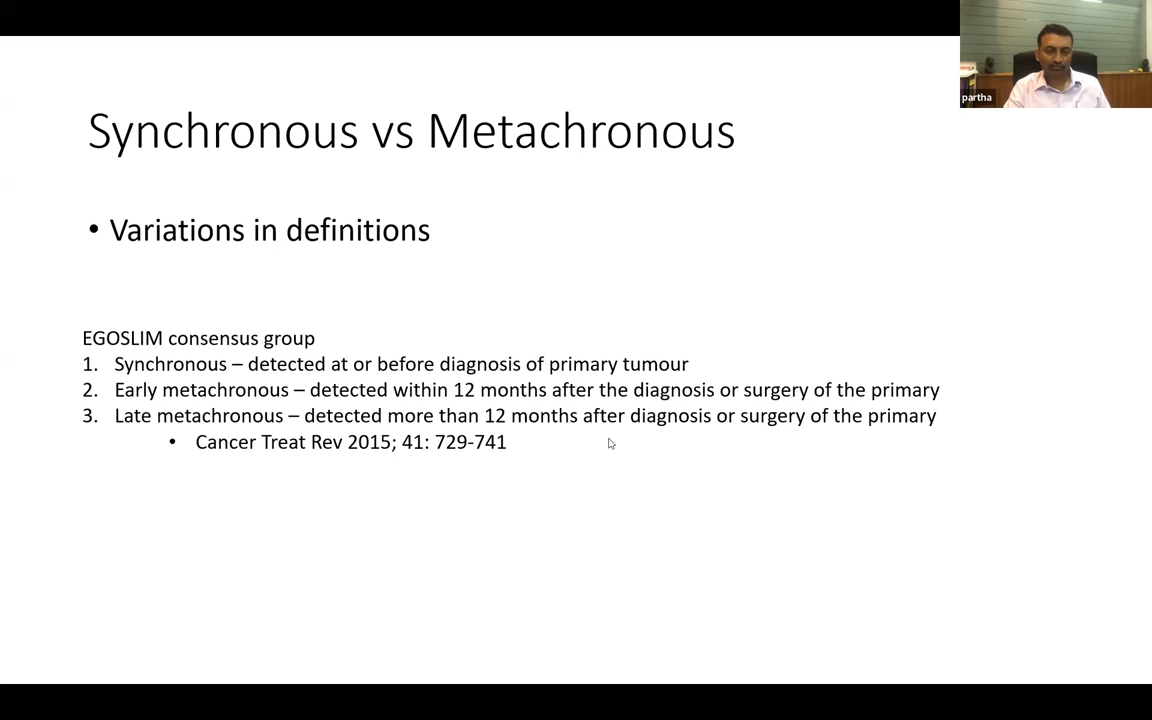 Synchronous vs Metachronous
• Variations in definitions
EGOSLIM consensus group
1. Synchronous – detected at or before diagnosis of primary tumour
2. Early metachronous – detected within 12 months after the diagnosis or surgery of the primary
3. Late metachronous – detected more than 12 months after diagnosis or surgery of the primary
• Cancer Treat Rev 2015; 41: 729-741
partha